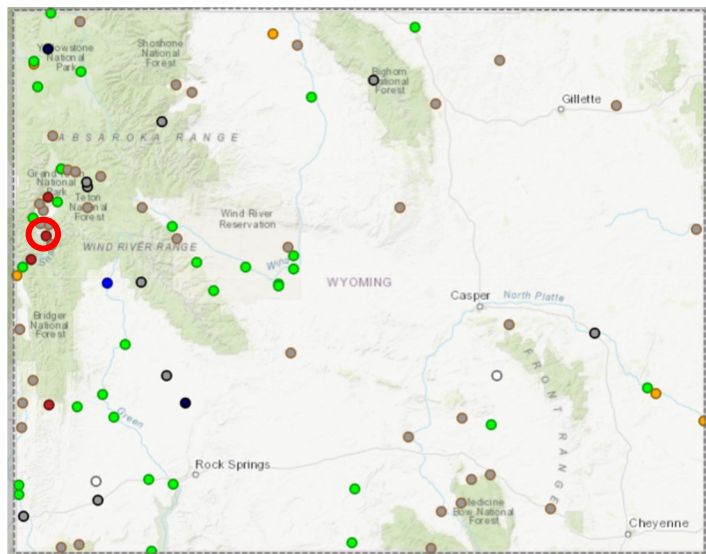 Shoshone
National
Forest
Yellowstone
National
Park
Bighorn
National
Forest
Gillette
ABSAROKA RANGE
National
Park
Teton
National
Forest
Wind River
Reservation
WIND RIVER RANGE
Wind
WYOMING
Casper
North Platte
Bridger
National
Forest
FRONT RANGE
Green
Rock Springs
Medicine
Bow National
Forest
Cheyenne